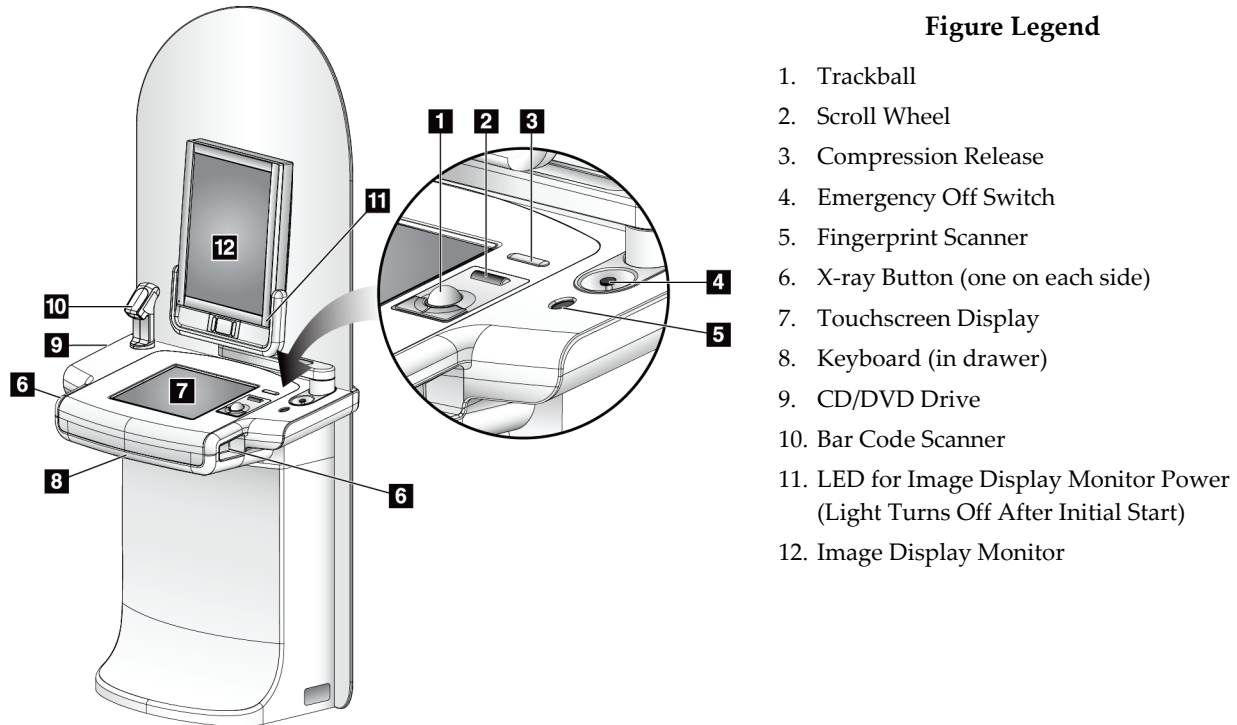 Figure Legend
1. Trackball
2. Scroll Wheel
3. Compression Release
4. Emergency Off Switch
5. Fingerprint Scanner
6. X-ray Button (one on each side)
7. Touchscreen Display
8. Keyboard (in drawer)
9. CD/DVD Drive
10. Bar Code Scanner
11. LED for Image Display Monitor Power
(Light Turns Off After Initial Start)
12. Image Display Monitor
1
2
3
11
12
10
4
9
5
6
7
8
6